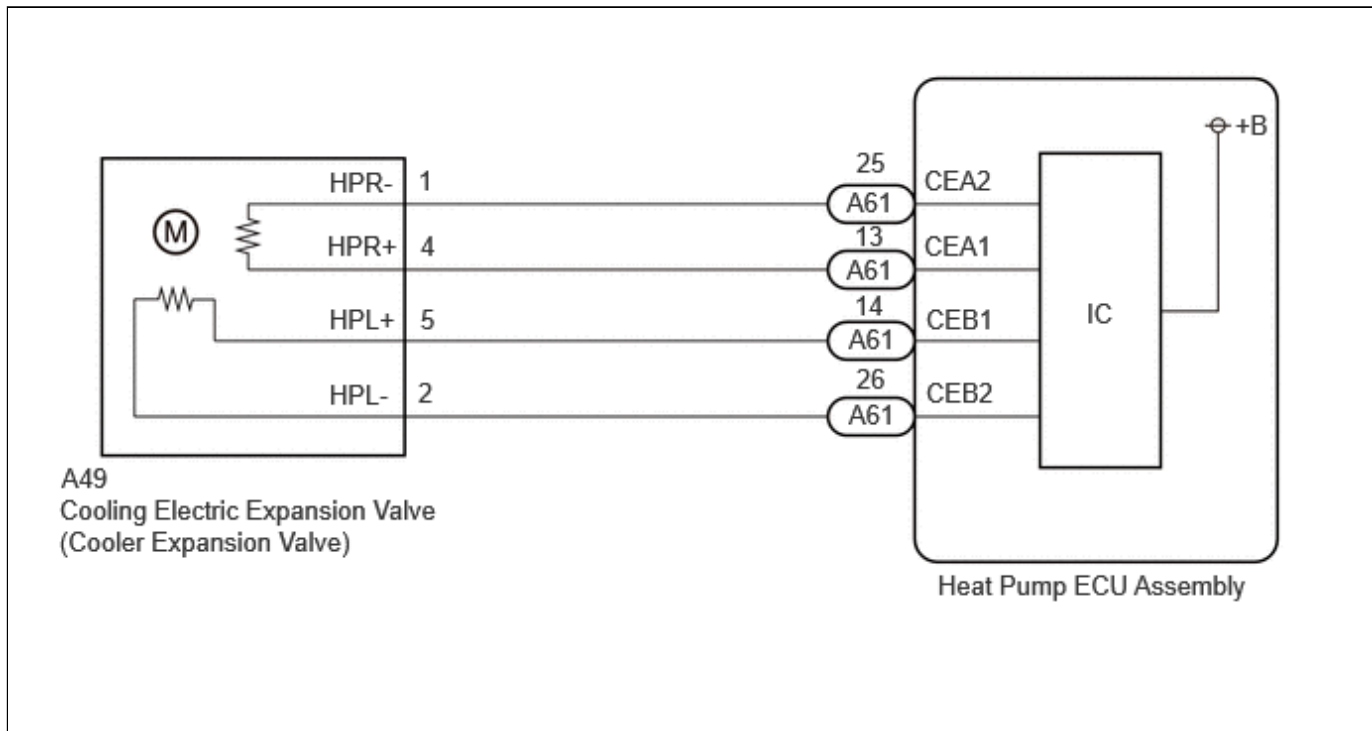 +B
25
HPR- 1
CEA2
A61
M
13
HPR+ 4
CEA1
A61
14
HPL+ 5
CEB1
IC
A61
26
HPL- 2
CEB2
A61
A49
Cooling Electric Expansion Valve
(Cooler Expansion Valve)
Heat Pump ECU Assembly